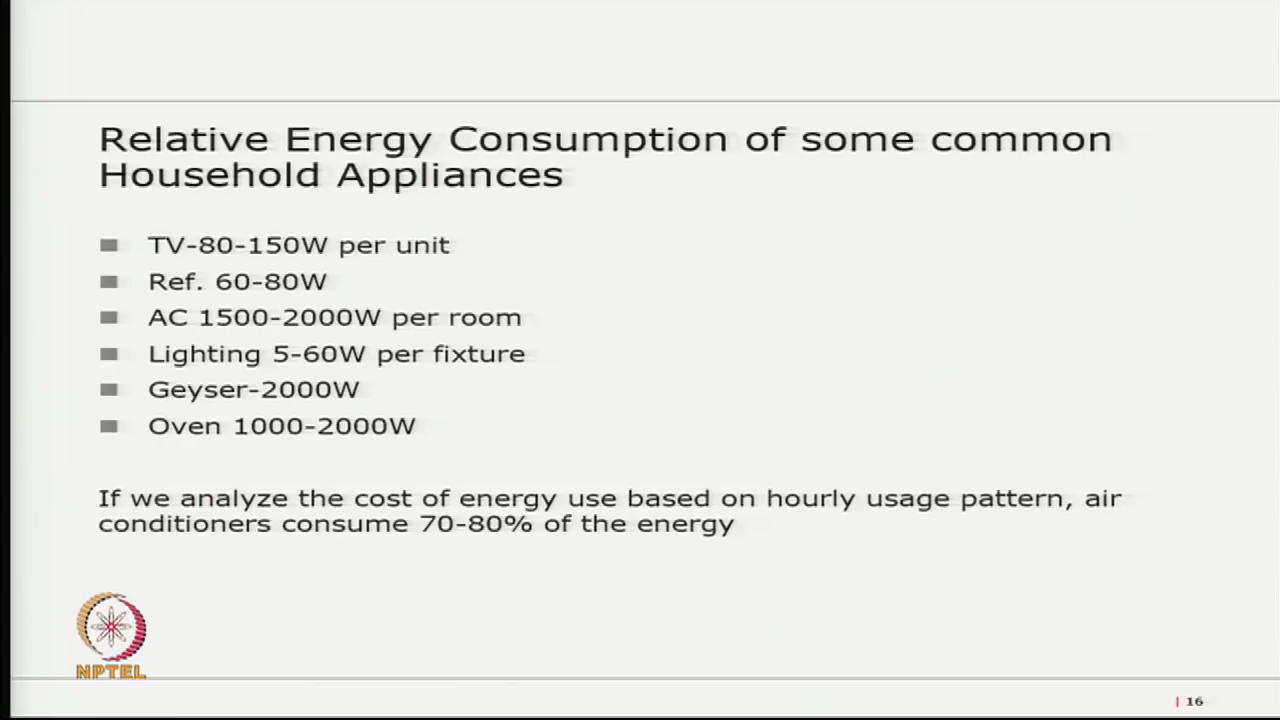 Relative Energy Consumption of some common
Household Appliances
TV-80-150W per unit
Ref. 60-80W
AC 1500-2000W per room
Lighting 5-60W per fixture
Geyser-2000W
Oven 1000-2000W
If we analyze the cost of energy use based on hourly usage pattern, air
conditioners consume 70-80% of the energy
NPTEL
| 16